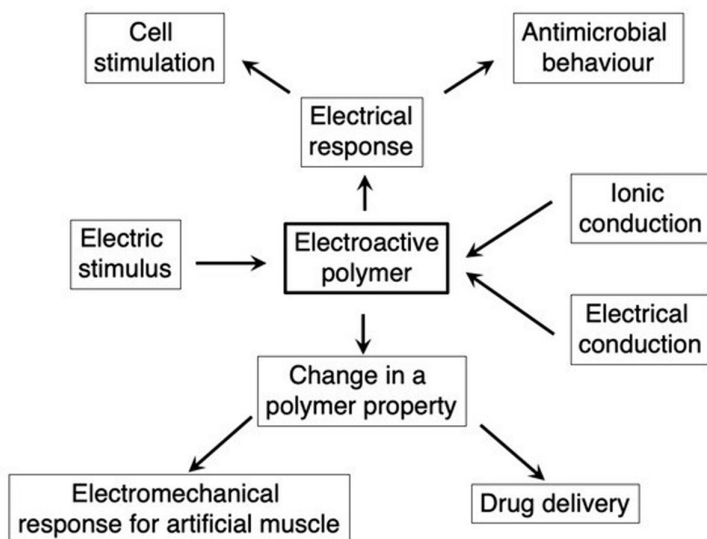 Cell
stimulation
Antimicrobial
behaviour
Electrical
response
Ionic
conduction
Electric
stimulus
Electroactive
polymer
Electrical
conduction
Change in a
polymer property
Electromechanical
response for artificial muscle
Drug delivery